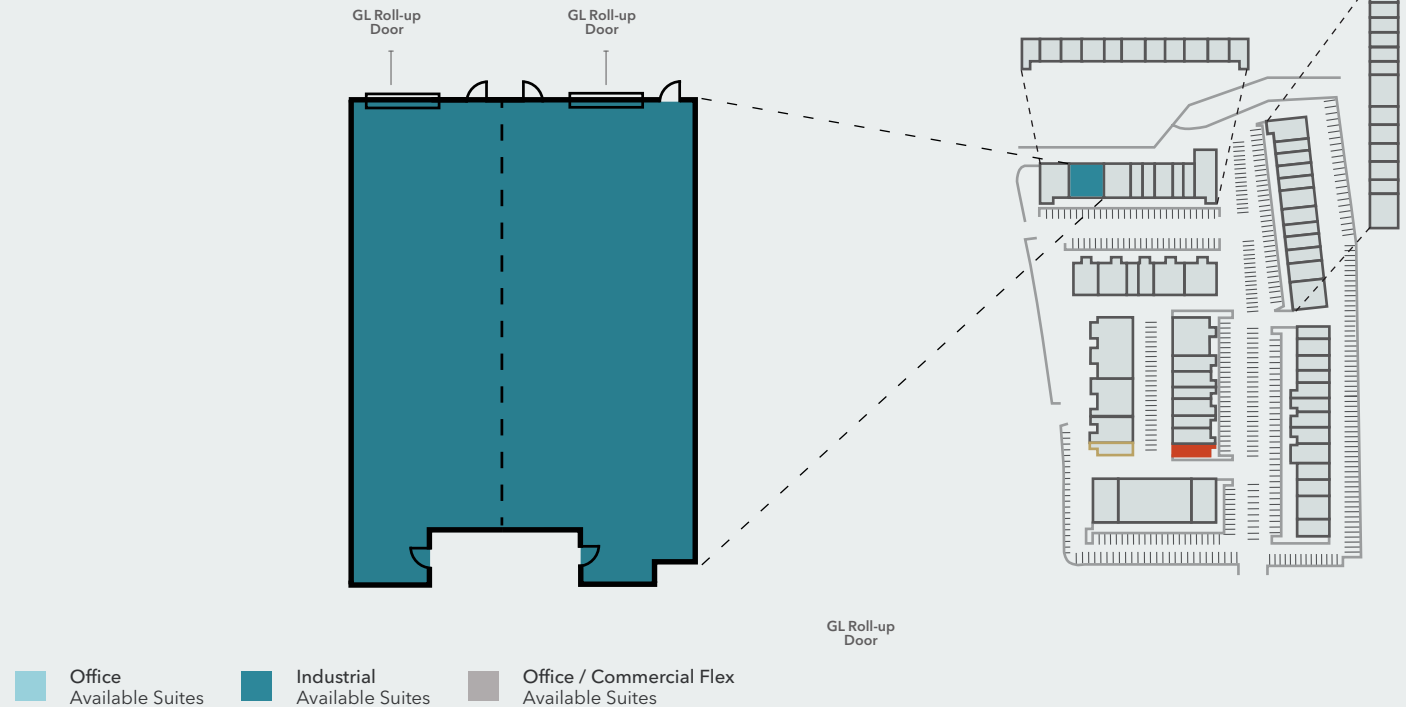 GL Roll-up
Door
GL Roll-up
Door
GL Roll-up
Door
Office
Available Suites
Industrial
Available Suites
Office / Commercial Flex
Available Suites